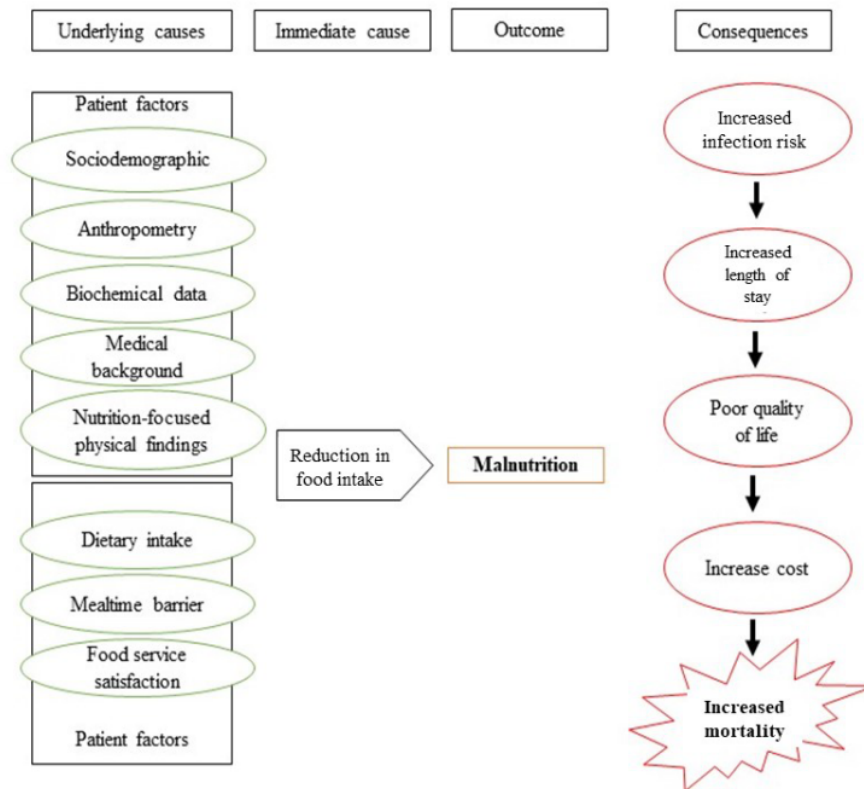 Underlying causes
Immediate cause
Outcome
Consequences
Patient factors
Sociodemographic
Anthropometry
Biochemical data
Medical
background
Nutrition-focused
physical findings
Dietary intake
Mealtime barrier
Food service
satisfaction
Patient factors
Reduction in
food intake
Malnutrition
Increased
infection risk
Increased
length of
stay
Poor quality
of life
Increase cost
Increased
mortality